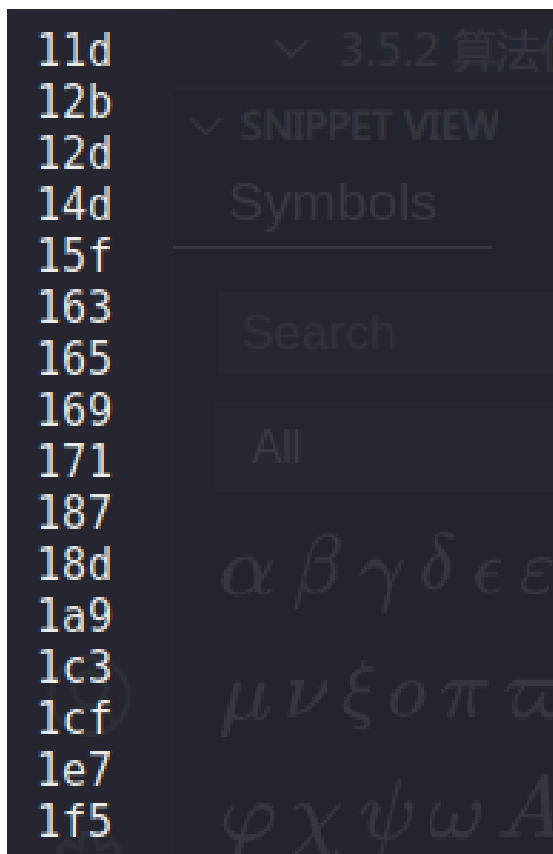 11d
12b
12d
14d
15f
163
165
169
171
187
18d
1a9
1c3
1cf
1e7
1f5
3.5.2 算法
SNIPPET VIEW
Symbols
Search
All
α β γ δ ϵ ε
μ ν ξ ο π ϖ
φ χ ψ ω A